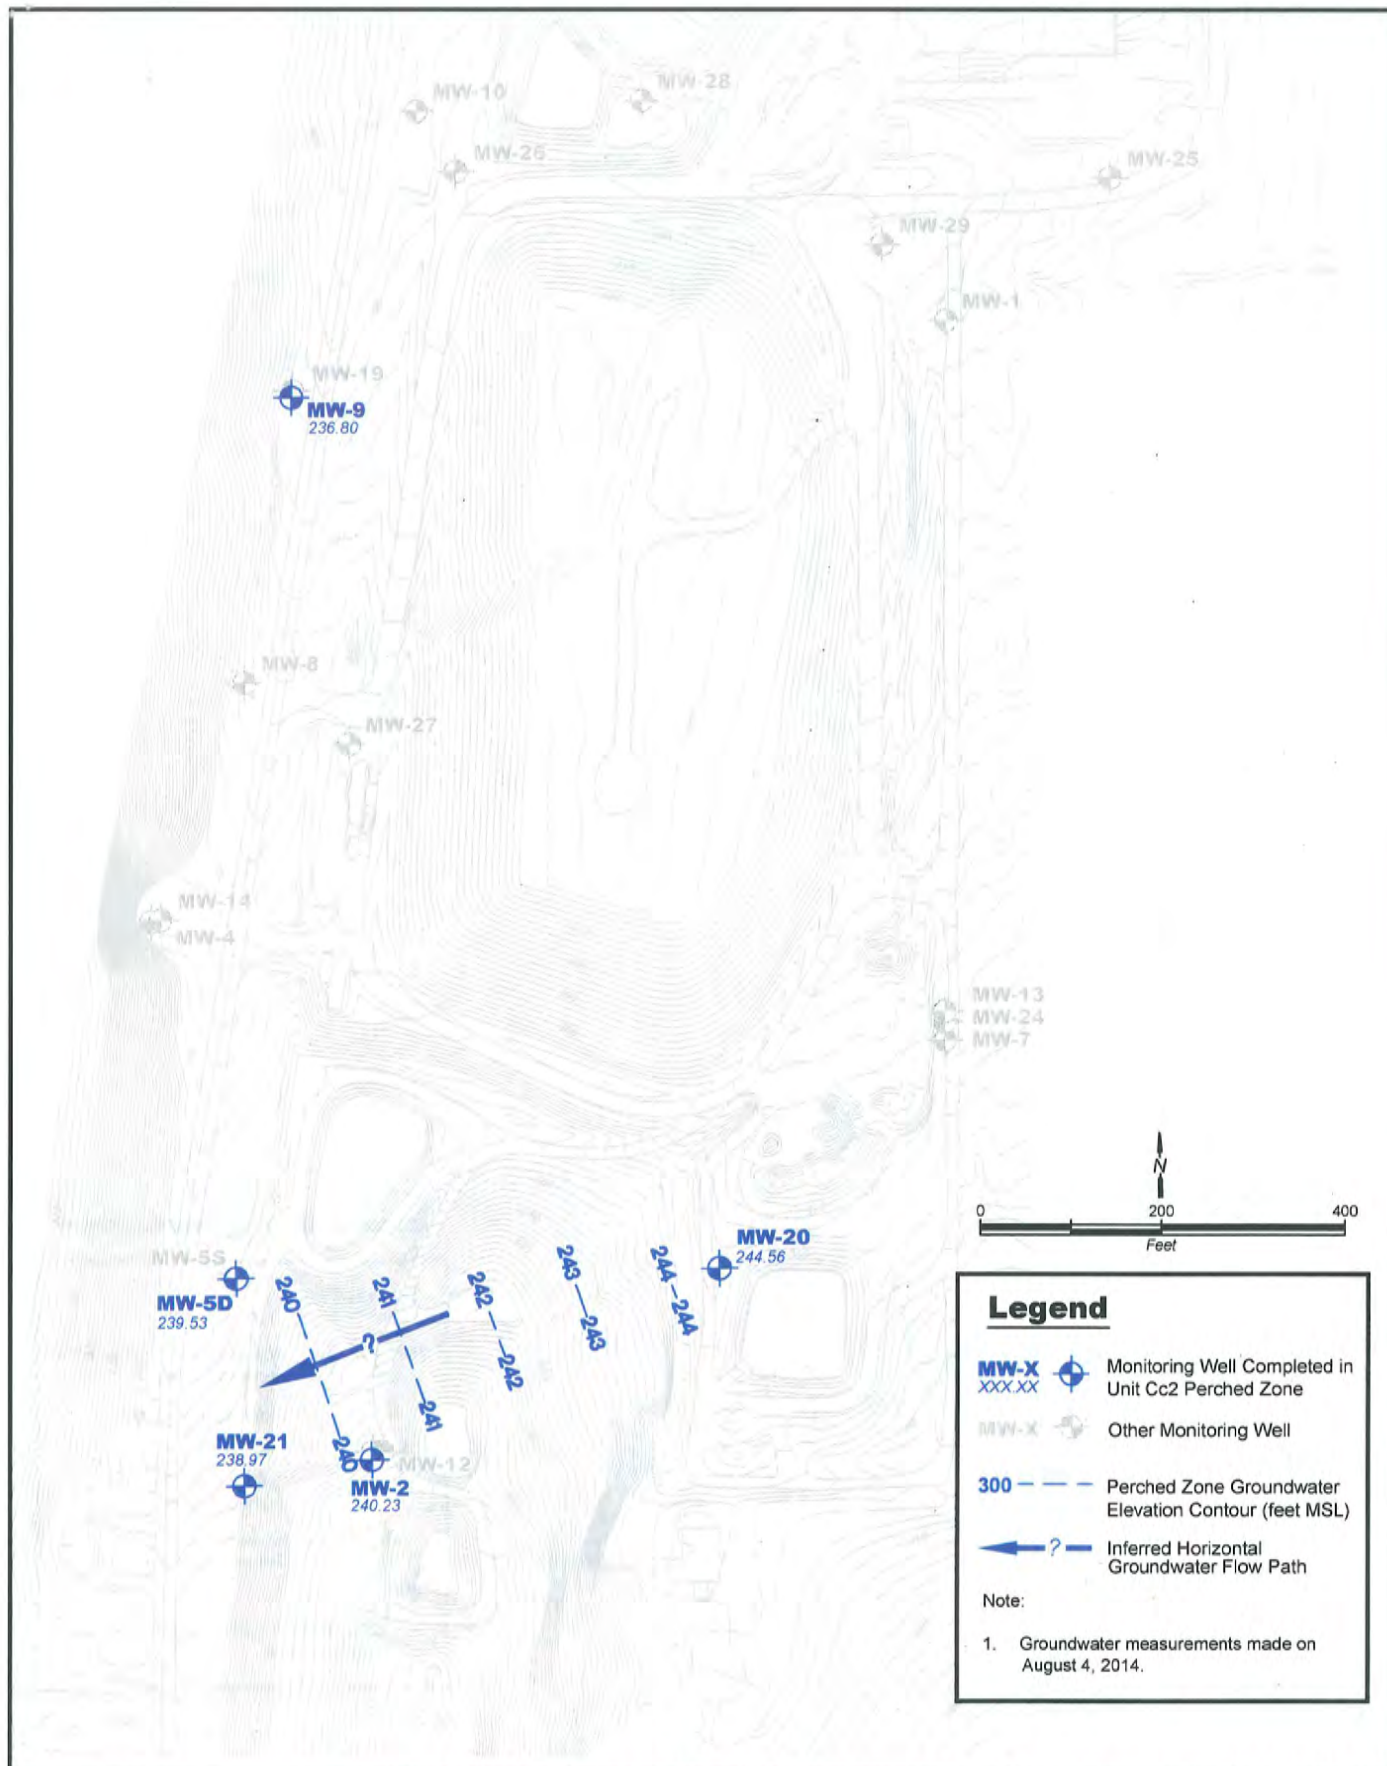 MW-10
MW-28
MW-26
MW-25
MW-29
MW-1
MW-19
MW-9
236.80
MW-8
MW-27
MW-14
MW-4
MW-13
MW-24
MW-7
N
0 200 400
Feet
MW-20
244.56
MW-5S
MW-5D
239.53
240
241
242
243
244
244
243
242
241
240
?
MW-21
238.97
MW-12
MW-2
240.23
Legend
MW-X
XXX.XX
Monitoring Well Completed in
Unit Cc2 Perched Zone
MW-X Other Monitoring Well
300 Perched Zone Groundwater
Elevation Contour (feet MSL)
? Inferred Horizontal
Groundwater Flow Path
Note:
1. Groundwater measurements made on
August 4, 2014.